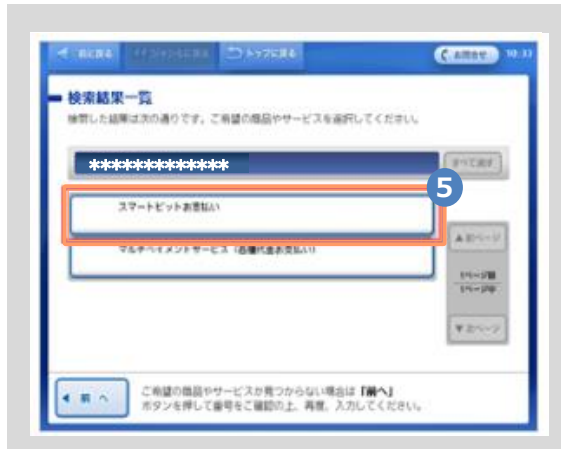 前に戻る トップに戻る お問合せ 10:33
検索結果一覧
検索した結果は次の通りです。ご希望の商品やサービスを選択してください。
*************
すべて消す
5
スマートピットお支払い
マルチペイメントサービス（各種代金お支払い）
▲前ページ
1ページ目
1ページ中
▼次ページ
前 へ
ご希望の商品やサービスが見つからない場合は「前へ」
ボタンを押して番号をご確認の上、再度、入力してください。